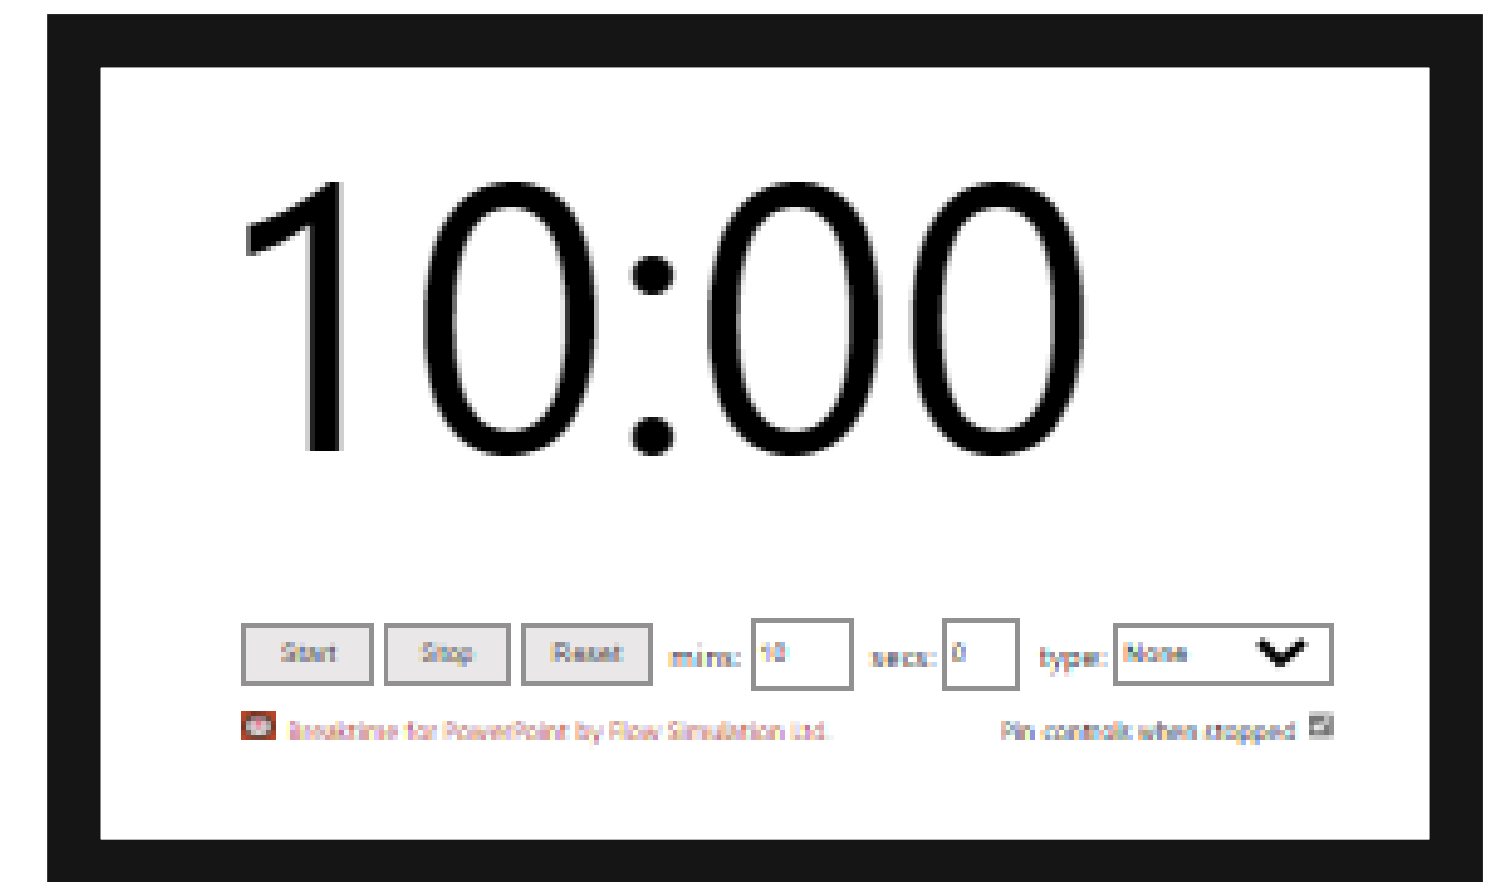 10:00
Start Stop Reset mins: 10 secs: 0 type: None
Breaktime for PowerPoint by Flow Simulation Ltd. Pin controls when stopped